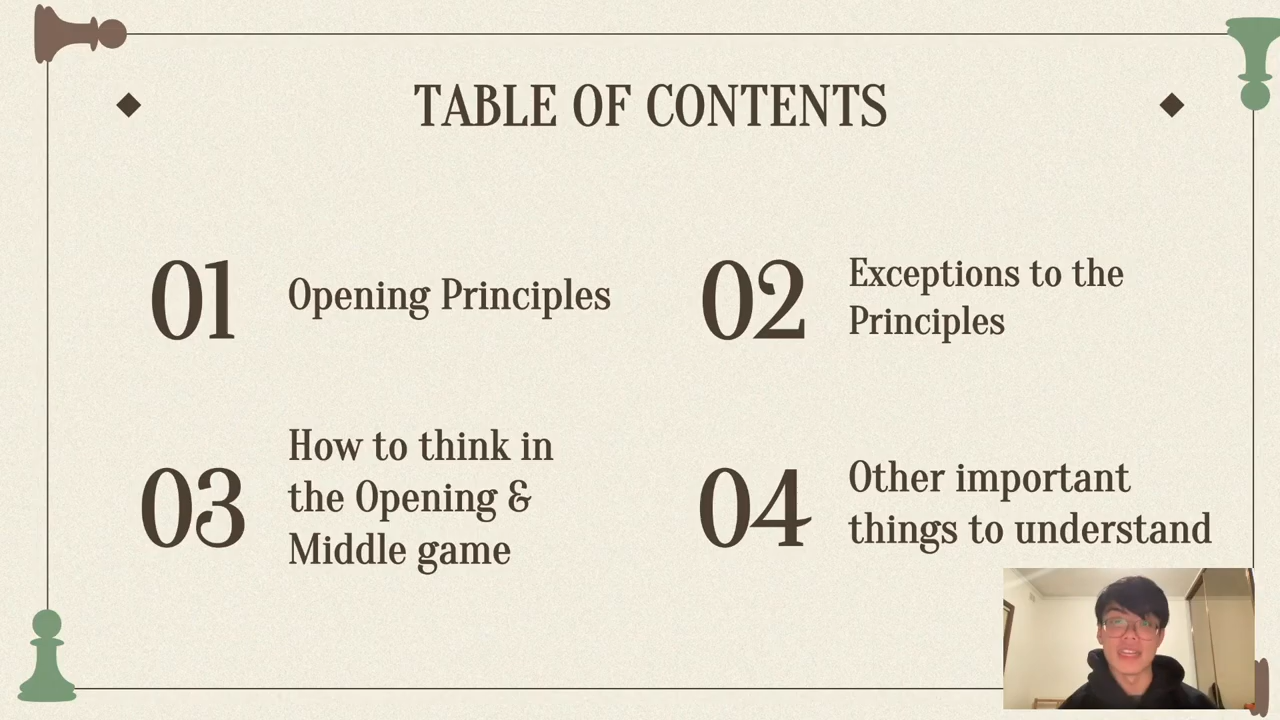 TABLE OF CONTENTS
01
Opening Principles
02
Exceptions to the
Principles
03
How to think in
the Opening &
Middle game
04
Other important
things to understand